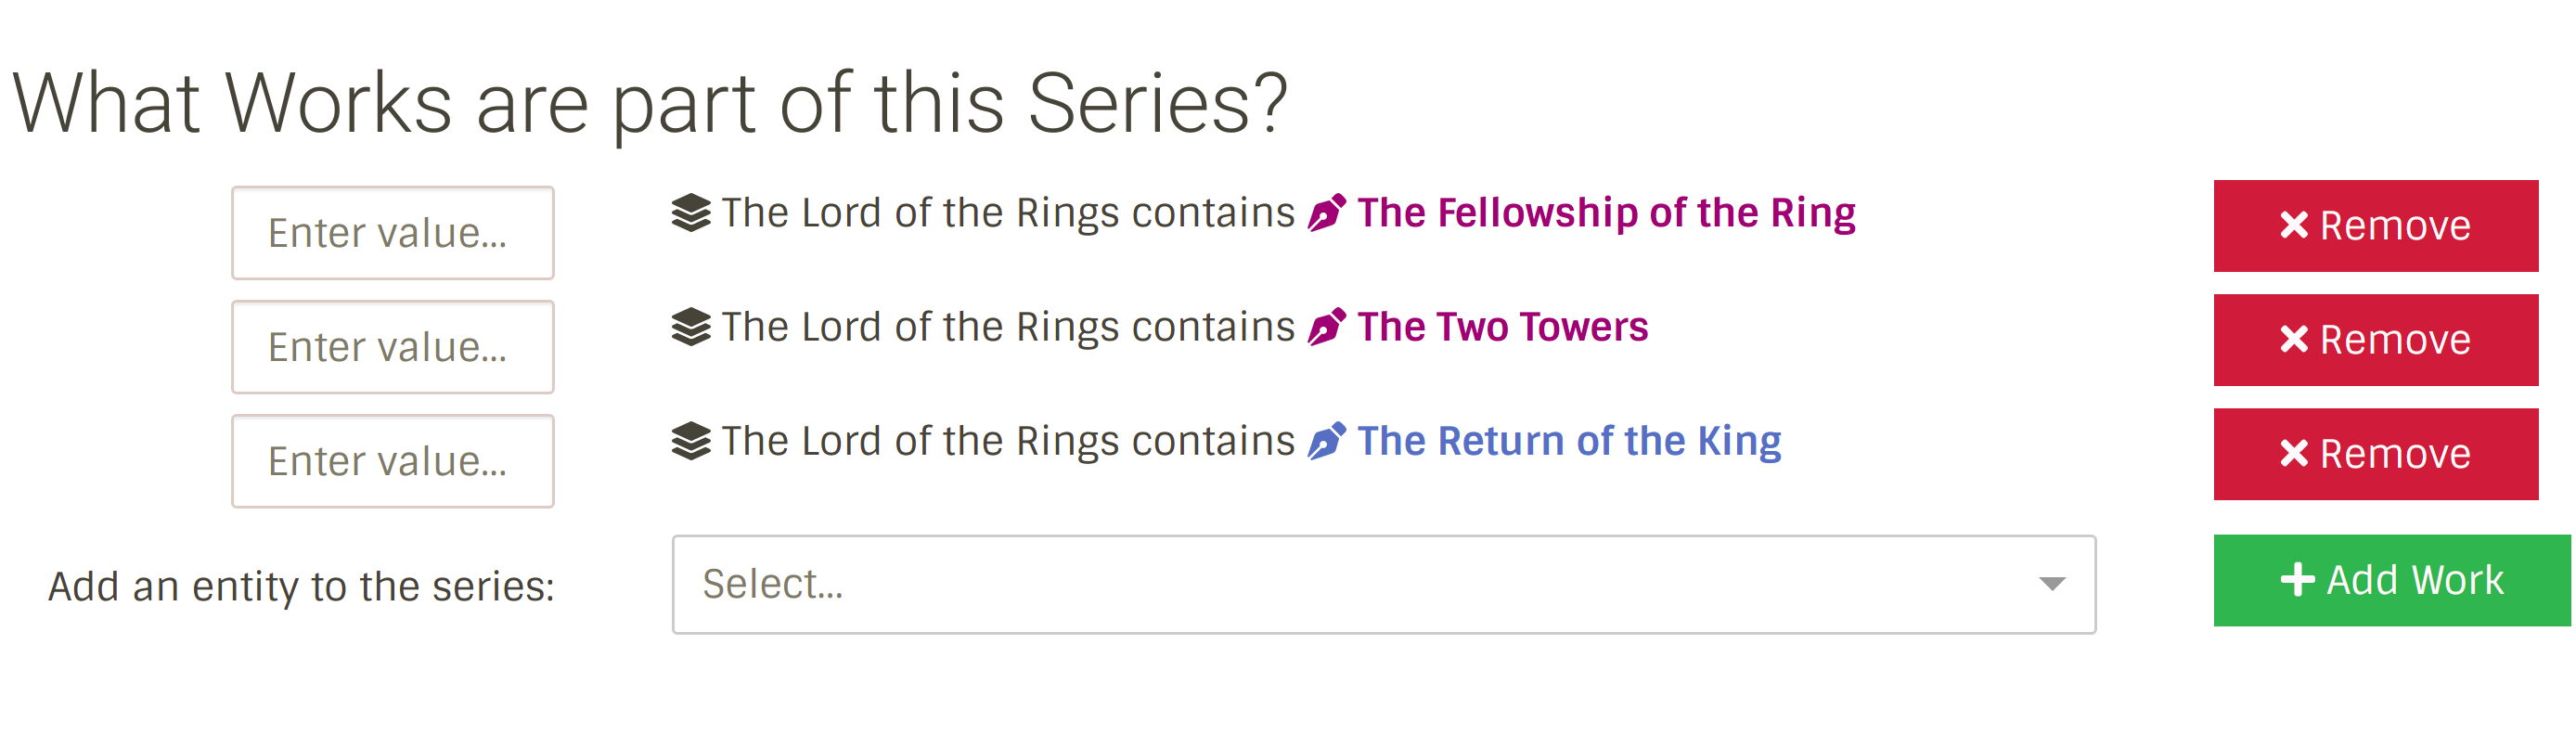 What Works are part of this Series?
Enter value... The Lord of the Rings contains The Fellowship of the Ring Remove
Enter value... The Lord of the Rings contains The Two Towers Remove
Enter value... The Lord of the Rings contains The Return of the King Remove
Add an entity to the series: Select... Add Work